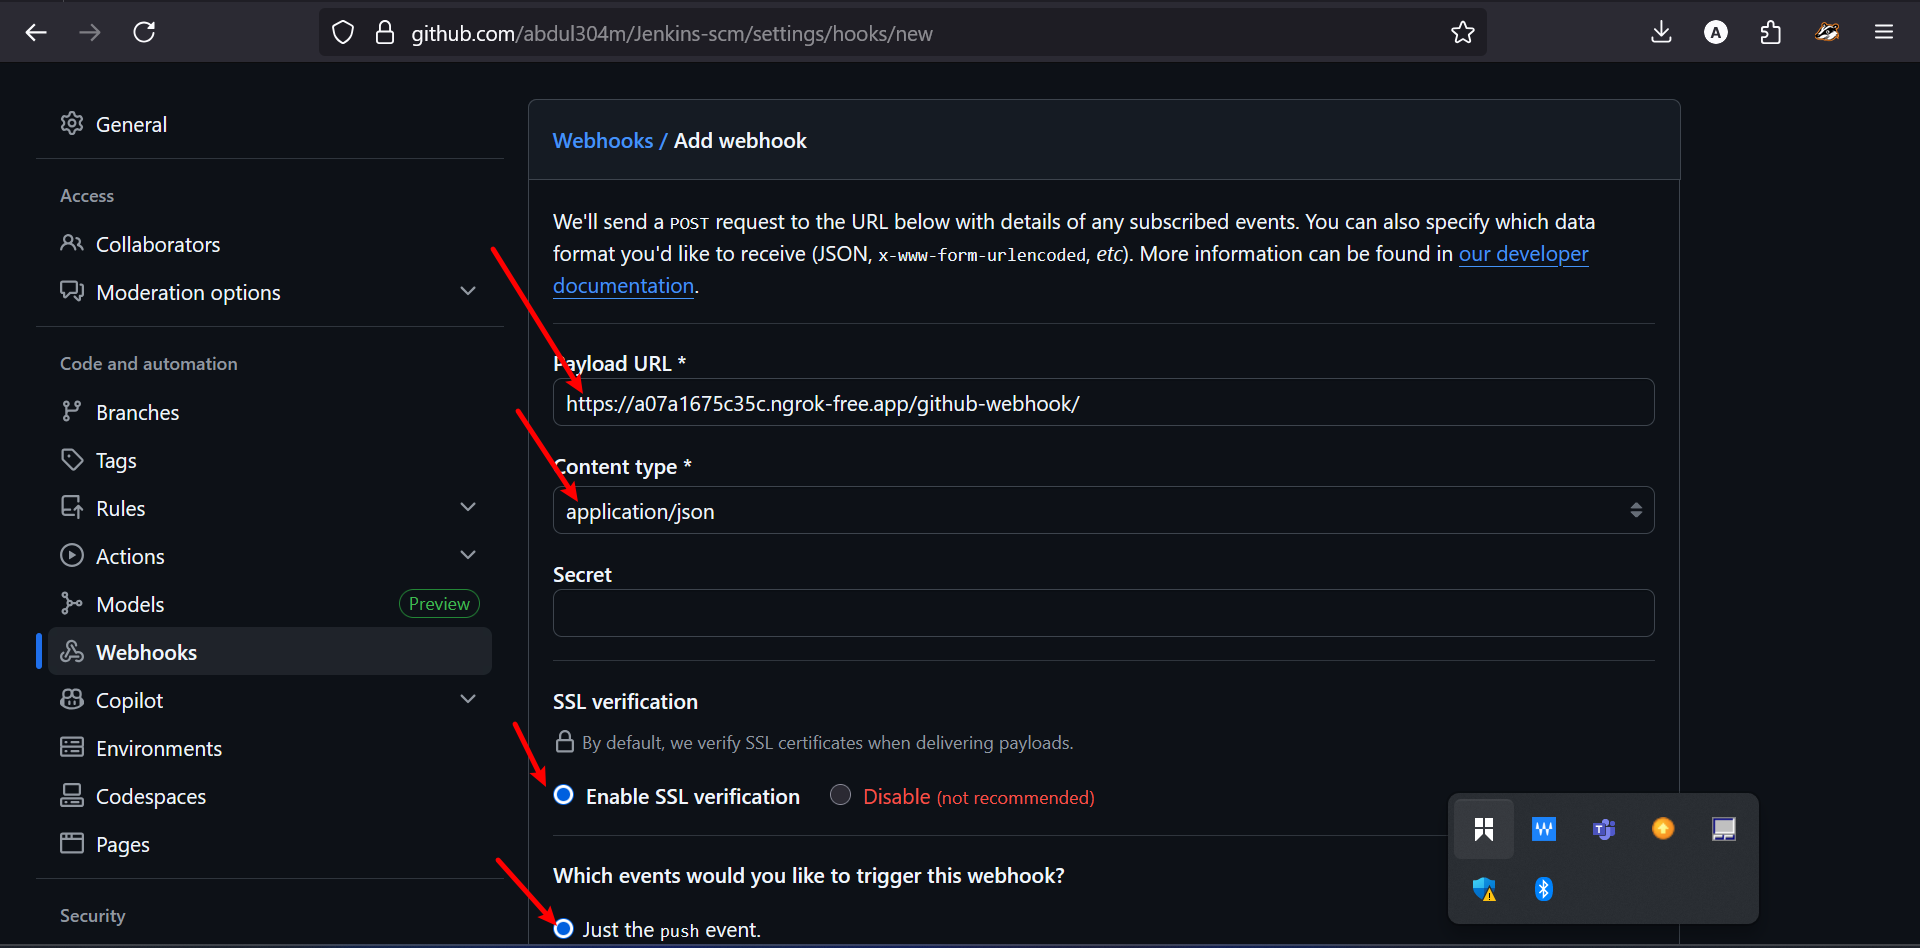 github.com/abdul304m/Jenkins-scm/settings/hooks/new
A
General
Access
Collaborators
Moderation options
Code and automation
Branches
Tags
Rules
Actions
Models
Preview
Webhooks
Copilot
Environments
Codespaces
Pages
Security
Webhooks / Add webhook
We'll send a POST request to the URL below with details of any subscribed events. You can also specify which data
format you'd like to receive (JSON, x-www-form-urlencoded, etc). More information can be found in our developer
documentation.
Payload URL *
https://a07a1675c35c.ngrok-free.app/github-webhook/
Content type *
application/json
Secret
SSL verification
By default, we verify SSL certificates when delivering payloads.
Enable SSL verification
Disable (not recommended)
Which events would you like to trigger this webhook?
Just the push event.